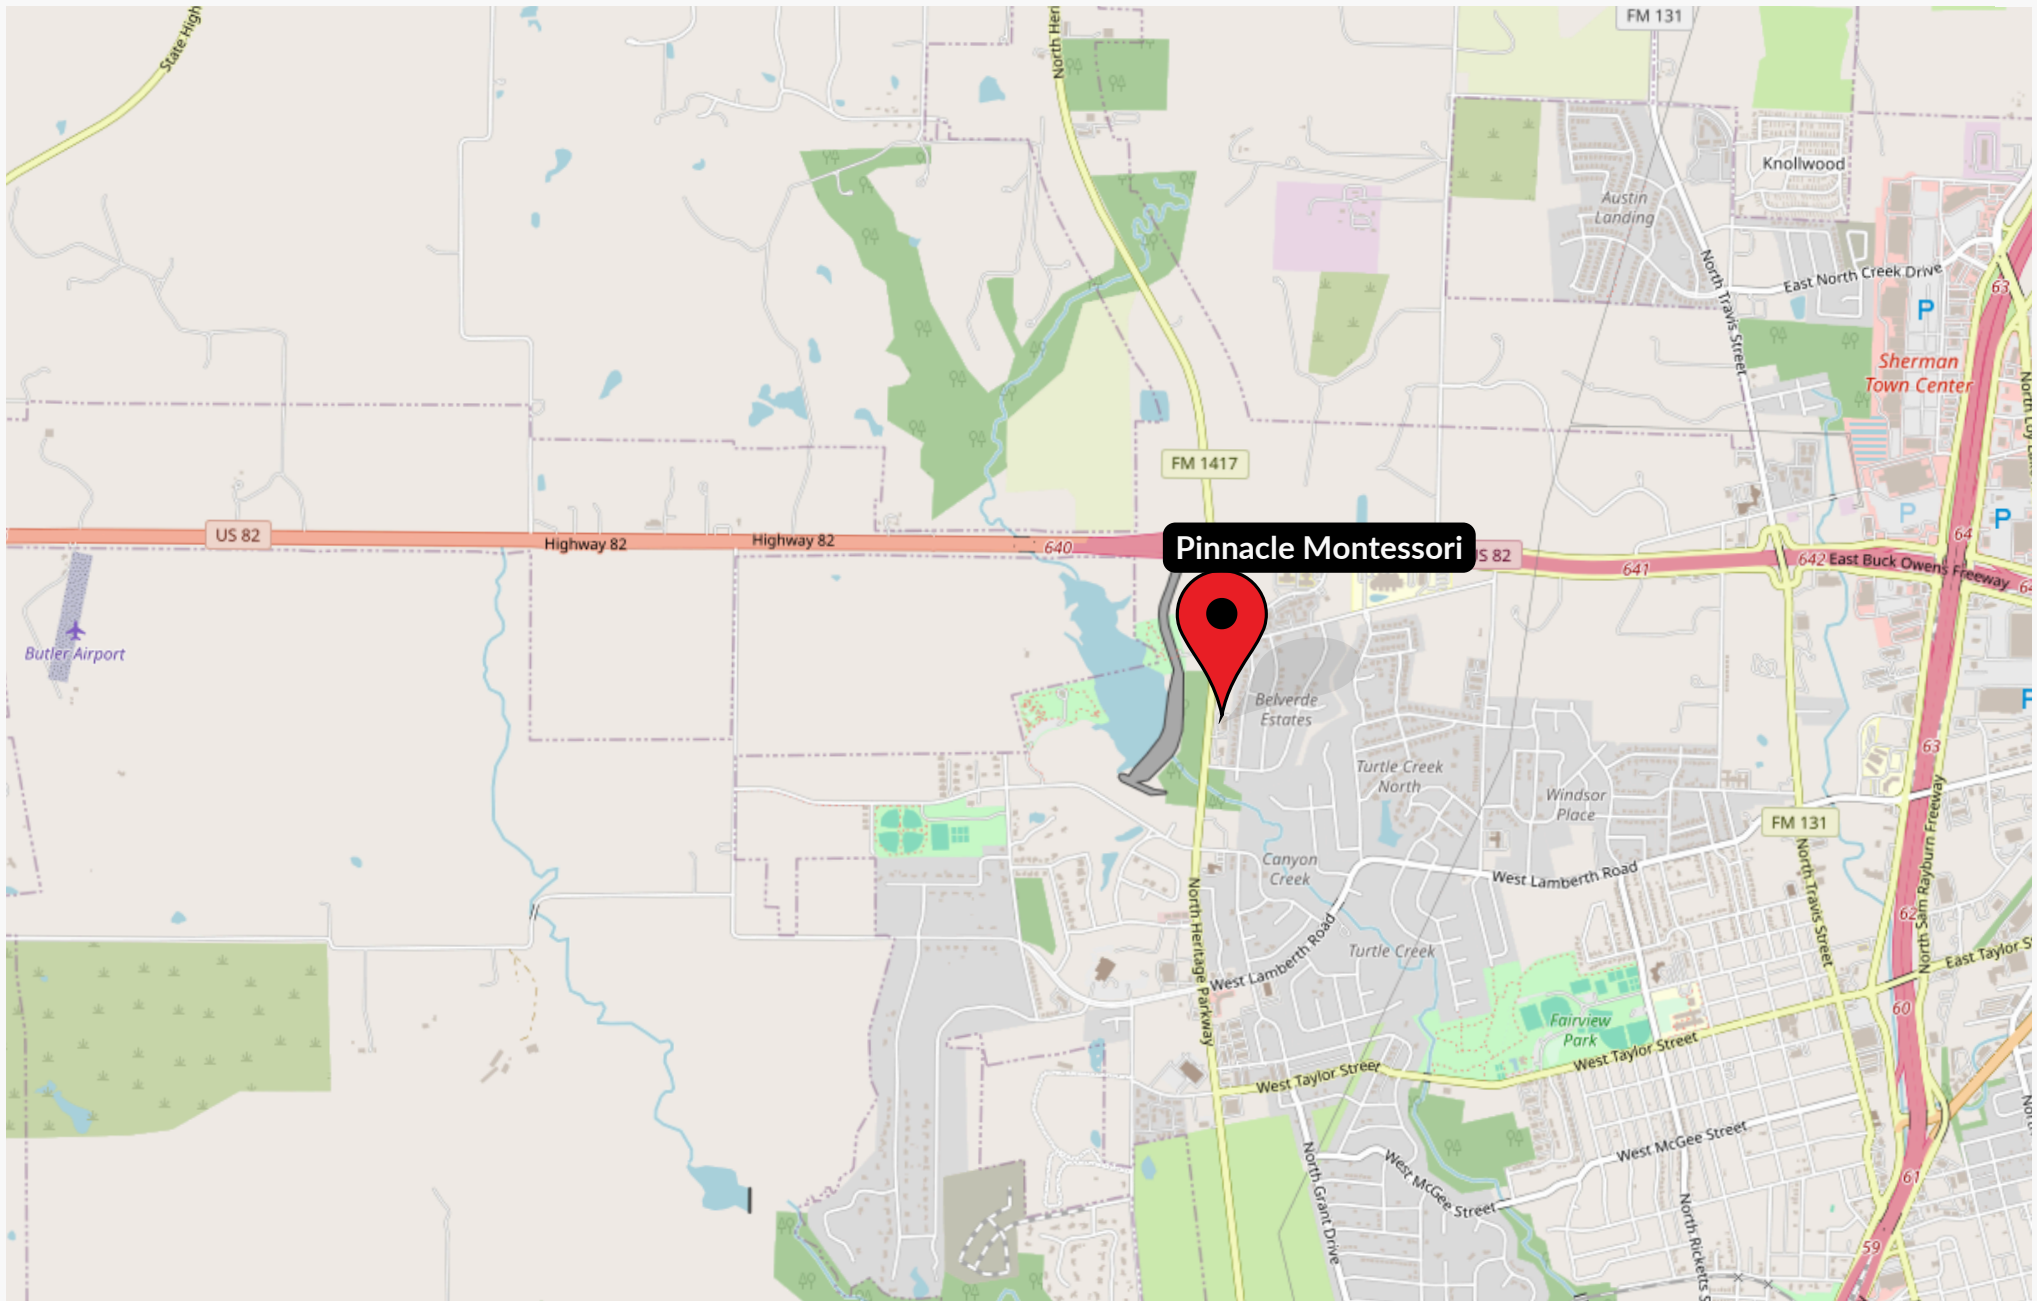 State High
North Her
FM 131
Knollwood
Austin
Landing
North Travis Street
East North Creek Drive
63
P
Sherman
Town Center
FM 1417
US 82
Highway 82
Highway 82
640
Pinnacle Montessori
S 82
641
642
East Buck Owens Freeway
64
64
P
P
North Loy Lake
Butler Airport
Belverde
Estates
Turtle Creek
North
Windsor
Place
63
P
FM 131
North Sam Rayburn Freeway
Canyon
Creek
West Lamberth Road
North Travis Street
62
North Heritage Parkway
West Lamberth Road
Turtle Creek
East Taylor S
60
Fairview
Park
West Taylor Street
West Taylor Street
West McGee Street
West McGee Street
North Grant Drive
North Ricketts S
61
59